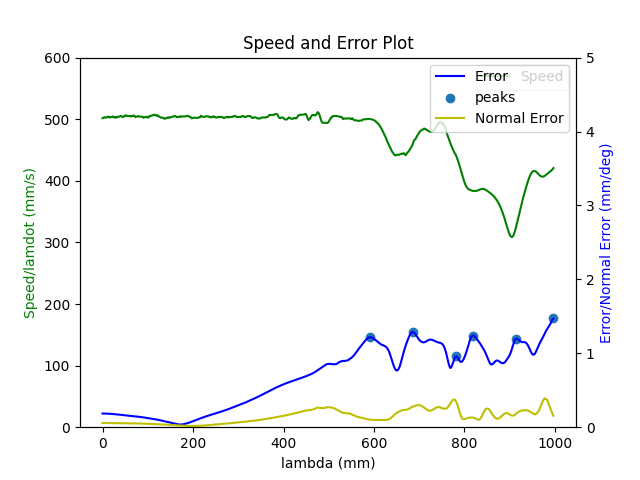 Speed and Error Plot
600
500
400
300
200
100
0
Speed/lamdot (mm/s)
0
200
400
600
800
1000
lambda (mm)
5
4
3
2
1
0
Error/Normal Error (mm/deg)
Error
peaks
Normal Error
Speed